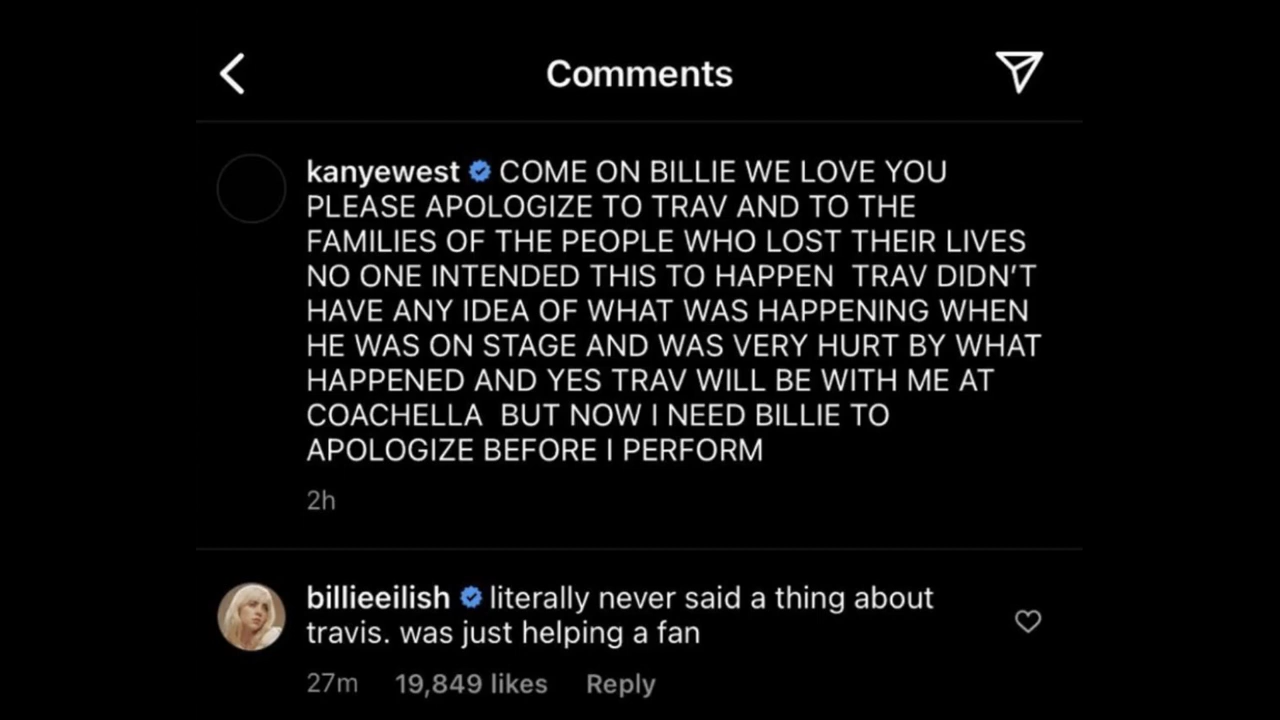 Comments
kanyewest COME ON BILLIE WE LOVE YOU
PLEASE APOLOGIZE TO TRAV AND TO THE
FAMILIES OF THE PEOPLE WHO LOST THEIR LIVES
NO ONE INTENDED THIS TO HAPPEN  TRAV DIDN’T
HAVE ANY IDEA OF WHAT WAS HAPPENING WHEN
HE WAS ON STAGE AND WAS VERY HURT BY WHAT
HAPPENED AND YES TRAV WILL BE WITH ME AT
COACHELLA  BUT NOW I NEED BILLIE TO
APOLOGIZE BEFORE I PERFORM
2h
billieeilish literally never said a thing about
travis. was just helping a fan
27m 19,849 likes Reply